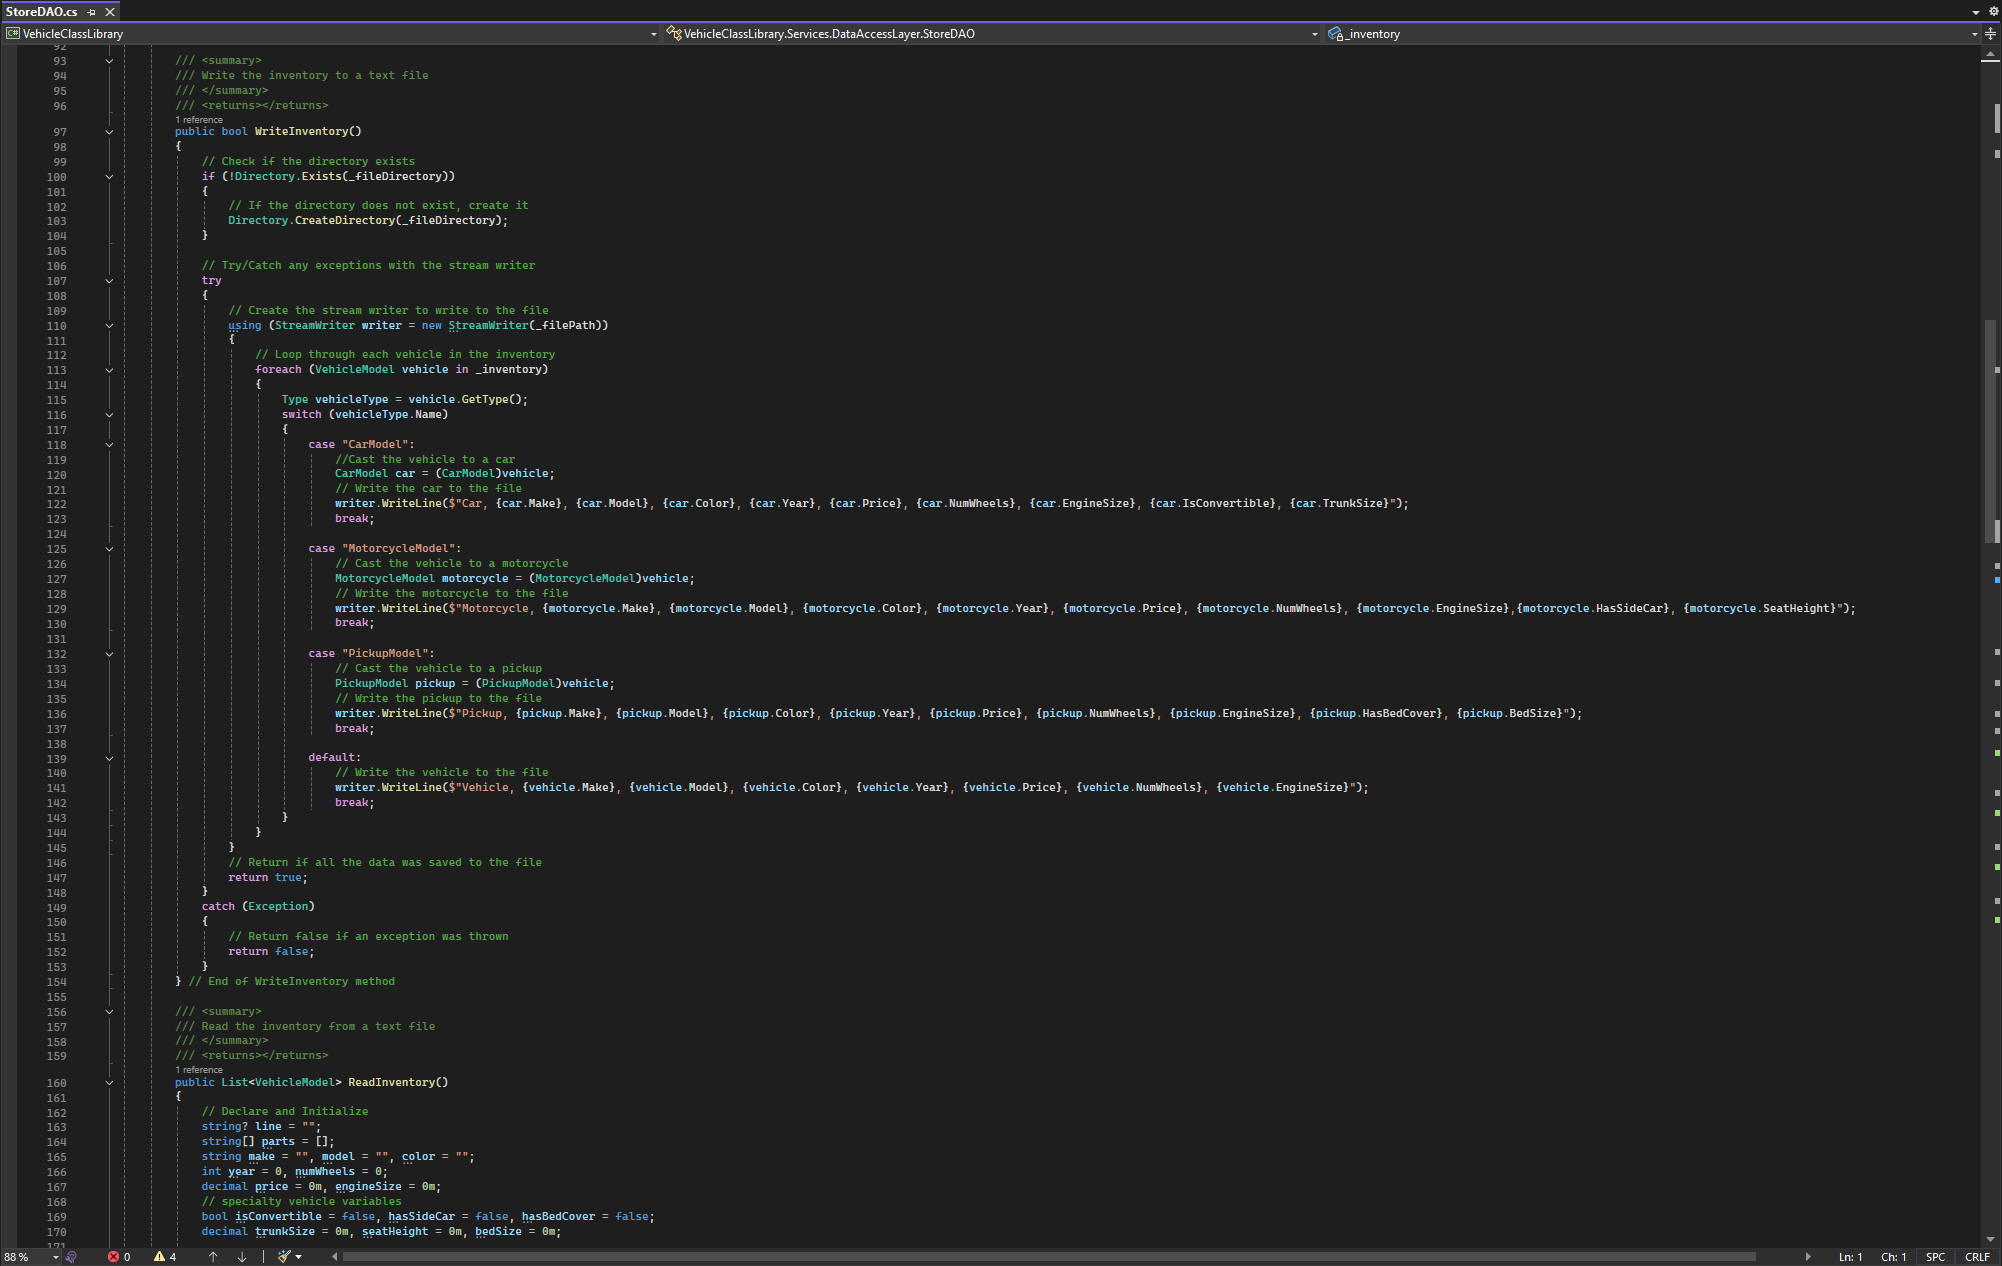 StoreDAO.cs
VehicleClassLibrary VehicleClassLibrary.Services.DataAccessLayer.StoreDAO _inventory
92
93 /// <summary>
94 /// Write the inventory to a text file
95 /// </summary>
96 /// <returns></returns>
1 reference
97 public bool WriteInventory()
98 {
99 // Check if the directory exists
100 if (!Directory.Exists(_fileDirectory))
101 {
102 // If the directory does not exist, create it
103 Directory.CreateDirectory(_fileDirectory);
104 }
105
106 // Try/Catch any exceptions with the stream writer
107 try
108 {
109 // Create the stream writer to write to the file
110 using (StreamWriter writer = new StreamWriter(_filePath))
111 {
112 // Loop through each vehicle in the inventory
113 foreach (VehicleModel vehicle in _inventory)
114 {
115 Type vehicleType = vehicle.GetType();
116 switch (vehicleType.Name)
117 {
118 case "CarModel":
119 //Cast the vehicle to a car
120 CarModel car = (CarModel)vehicle;
121 // Write the car to the file
122 writer.WriteLine($"Car, {car.Make}, {car.Model}, {car.Color}, {car.Year}, {car.Price}, {car.NumWheels}, {car.EngineSize}, {car.IsConvertible}, {car.TrunkSize}");
123 break;
124
125 case "MotorcycleModel":
126 // Cast the vehicle to a motorcycle
127 MotorcycleModel motorcycle = (MotorcycleModel)vehicle;
128 // Write the motorcycle to the file
129 writer.WriteLine($"Motorcycle, {motorcycle.Make}, {motorcycle.Model}, {motorcycle.Color}, {motorcycle.Year}, {motorcycle.Price}, {motorcycle.NumWheels}, {motorcycle.EngineSize},{motorcycle.HasSideCar}, {motorcycle.SeatHeight}");
130 break;
131
132 case "PickupModel":
133 // Cast the vehicle to a pickup
134 PickupModel pickup = (PickupModel)vehicle;
135 // Write the pickup to the file
136 writer.WriteLine($"Pickup, {pickup.Make}, {pickup.Model}, {pickup.Color}, {pickup.Year}, {pickup.Price}, {pickup.NumWheels}, {pickup.EngineSize}, {pickup.HasBedCover}, {pickup.BedSize}");
137 break;
138
139 default:
140 // Write the vehicle to the file
141 writer.WriteLine($"Vehicle, {vehicle.Make}, {vehicle.Model}, {vehicle.Color}, {vehicle.Year}, {vehicle.Price}, {vehicle.NumWheels}, {vehicle.EngineSize}");
142 break;
143 }
144 }
145 }
146 // Return if all the data was saved to the file
147 return true;
148 }
149 catch (Exception)
150 {
151 // Return false if an exception was thrown
152 return false;
153 }
154 } // End of WriteInventory method
155
156 /// <summary>
157 /// Read the inventory from a text file
158 /// </summary>
159 /// <returns></returns>
1 reference
160 public List<VehicleModel> ReadInventory()
161 {
162 // Declare and Initialize
163 string? line = "";
164 string[] parts = [];
165 string make = "", model = "", color = "";
166 int year = 0, numWheels = 0;
167 decimal price = 0m, engineSize = 0m;
168 // specialty vehicle variables
169 bool isConvertible = false, hasSideCar = false, hasBedCover = false;
170 decimal trunkSize = 0m, seatHeight = 0m, bedSize = 0m;
171
88 % 0 4 Ln: 1 Ch: 1 SPC CRLF